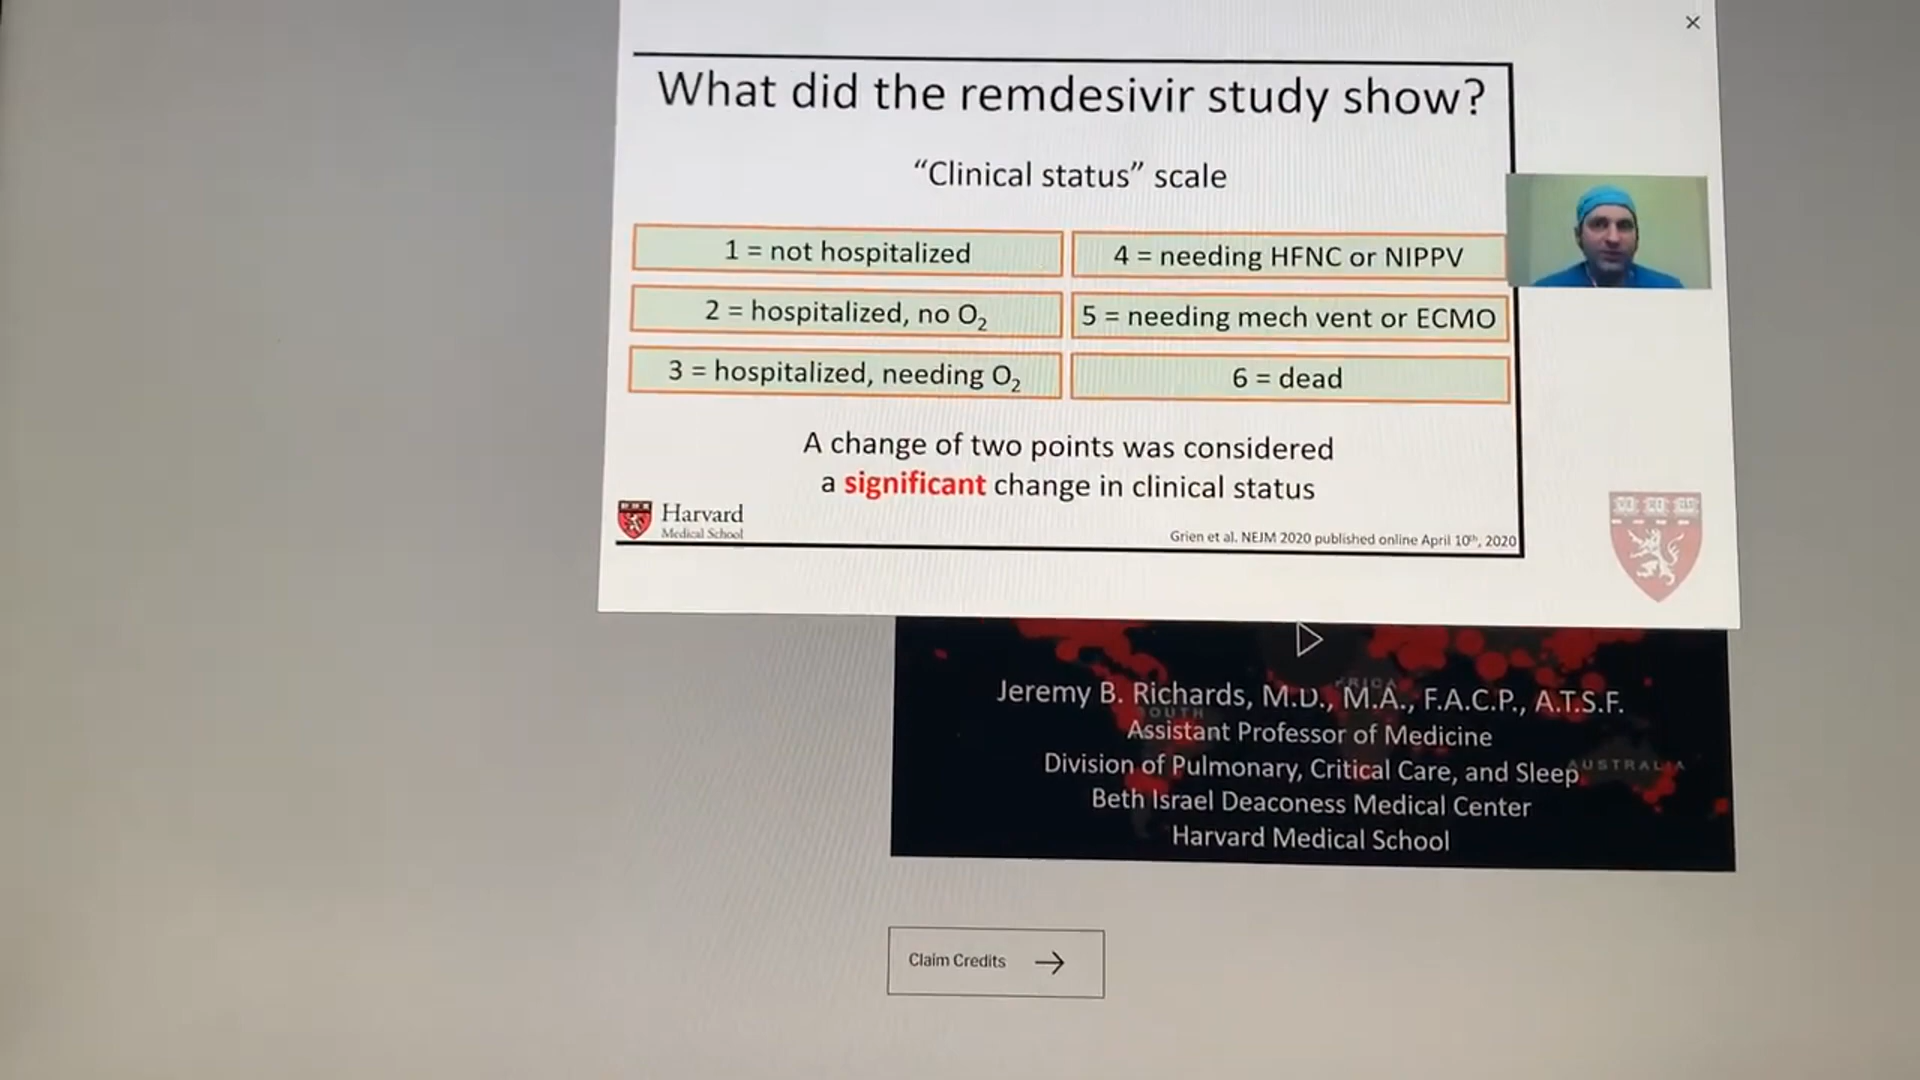 What did the remdesivir study show?
“Clinical status” scale
1 = not hospitalized
4 = needing HFNC or NIPPV
2 = hospitalized, no O₂
5 = needing mech vent or ECMO
3 = hospitalized, needing O₂
6 = dead
A change of two points was considered
a significant change in clinical status
Harvard
Medical School
Grien et al. NEJM 2020 published online April 10th, 2020
Jeremy B. Richards, M.D., M.A., F.A.C.P., A.T.S.F.
Assistant Professor of Medicine
Division of Pulmonary, Critical Care, and Sleep
AUSTRALIA
Beth Israel Deaconess Medical Center
Harvard Medical School
Claim Credits